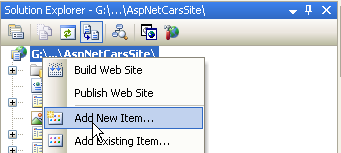 Solution Explorer - G:\...\AspNetCarsSite\
G:\...\AspNetCarsSite\
Build Web Site
Publish Web Site
Add New Item...
Add Existing Item...